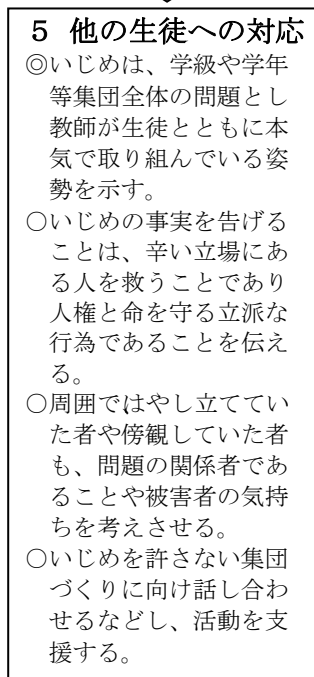 ５ 他の生徒への対応
◎いじめは、学級や学年
等集団全体の問題とし
教師が生徒とともに本
気で取り組んでいる姿
勢を示す。
○いじめの事実を告げる
ことは、辛い立場にあ
る人を救うことであり
人権と命を守る立派な
行為であることを伝え
る。
○周囲ではやし立ててい
た者や傍観していた者
も、問題の関係者であ
ることや被害者の気持
ちを考えさせる。
○いじめを許さない集団
づくりに向け話し合わ
せるなどし、活動を支
援する。